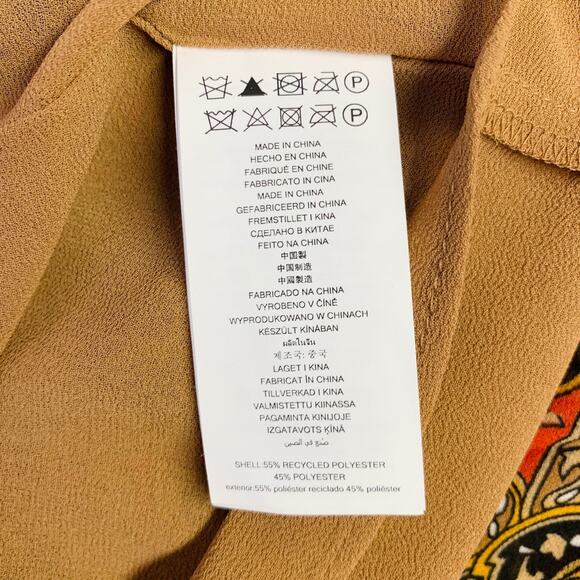 P
P
MADE IN CHINA
HECHO EN CHINA
FABRIQUÉ EN CHINE
FABBRICATO IN CINA
MADE IN CHINA
GEFABRICEERD IN CHINA
FREMSTILLET I KINA
СДЕЛАНО В КИТАЕ
FEITO NA CHINA
中国製
中国制造
中國製造
FABRICADO NA CHINA
VYROBENO V ČÍNĚ
WYPRODUKOWANO W CHINACH
KÉSZÜLT KÍNÁBAN
ผลิตในจีน
제조국: 중국
LAGET I KINA
FABRICAT ÎN CHINA
TILLVERKAD I KINA
VALMISTETTU KIINASSA
PAGAMINTA KINIJOJE
IZGATAVOTS ĶĪNĀ
صنع في الصين
SHELL:55% RECYCLED POLYESTER
45% POLYESTER
exterior:55% poliéster reciclado 45% poliéster